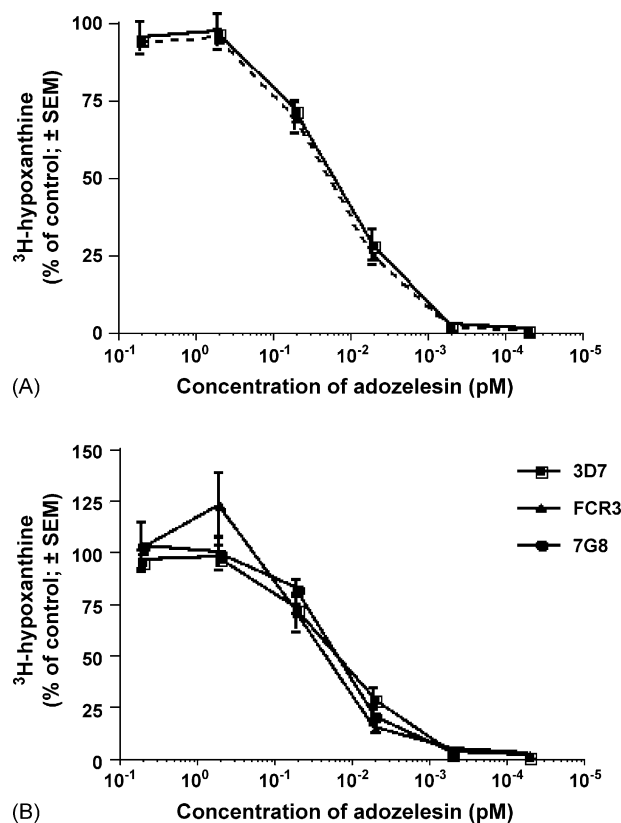 100
75
50
25
0
³H-hypoxanthine
(% of control; ± SEM)
10⁻¹ 10⁰ 10⁻¹ 10⁻² 10⁻³ 10⁻⁴ 10⁻⁵
(A)
Concentration of adozelesin (pM)
150
125
100
75
50
25
0
³H-hypoxanthine
(% of control; ± SEM)
3D7
FCR3
7G8
10⁻¹ 10⁰ 10⁻¹ 10⁻² 10⁻³ 10⁻⁴ 10⁻⁵
(B)
Concentration of adozelesin (pM)